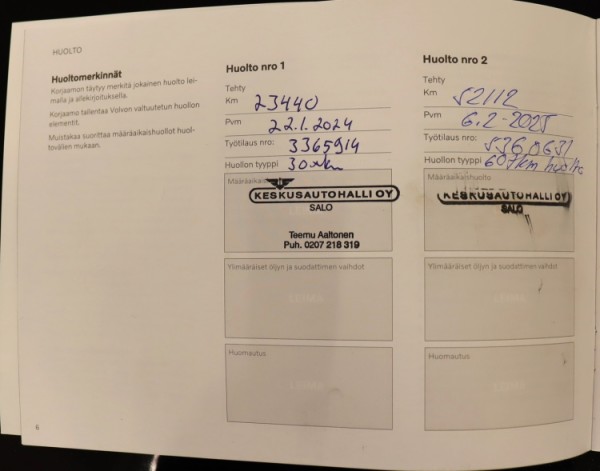 HUOLTO
Huoltomerkinnät
Korjaamon täytyy merkitä jokainen huolto lei-
malla ja allekirjoituksella.
Korjaamo tallentaa Volvon valtuutetun huollon
elementit.
Muistakaa suorittaa määräaikaishuollot huol-
tovälien mukaan.
6
Huolto nro 1
Tehty
Km 23440
Pvm 22.1.2024
Työtilaus nro: 3365914
Huollon tyyppi 30
Määräaikais
KESKUSAUTOHALLI OY
SALO
Teemu Aaltonen
Puh. 0207 218 319
Ylimääräiset öljyn ja suodattimen vaihdot
Huomautus
Huolto nro 2
Tehty
Km 52112
Pvm 6.2-2025
Työtilaus nro: 5360631
Huollon tyyppi 60tkm huolto
Määräaikaishuolto
KESKUSAUTOHALLI OY
SALO
Ylimääräiset öljyn ja suodattimen vaihdot
Huomautus